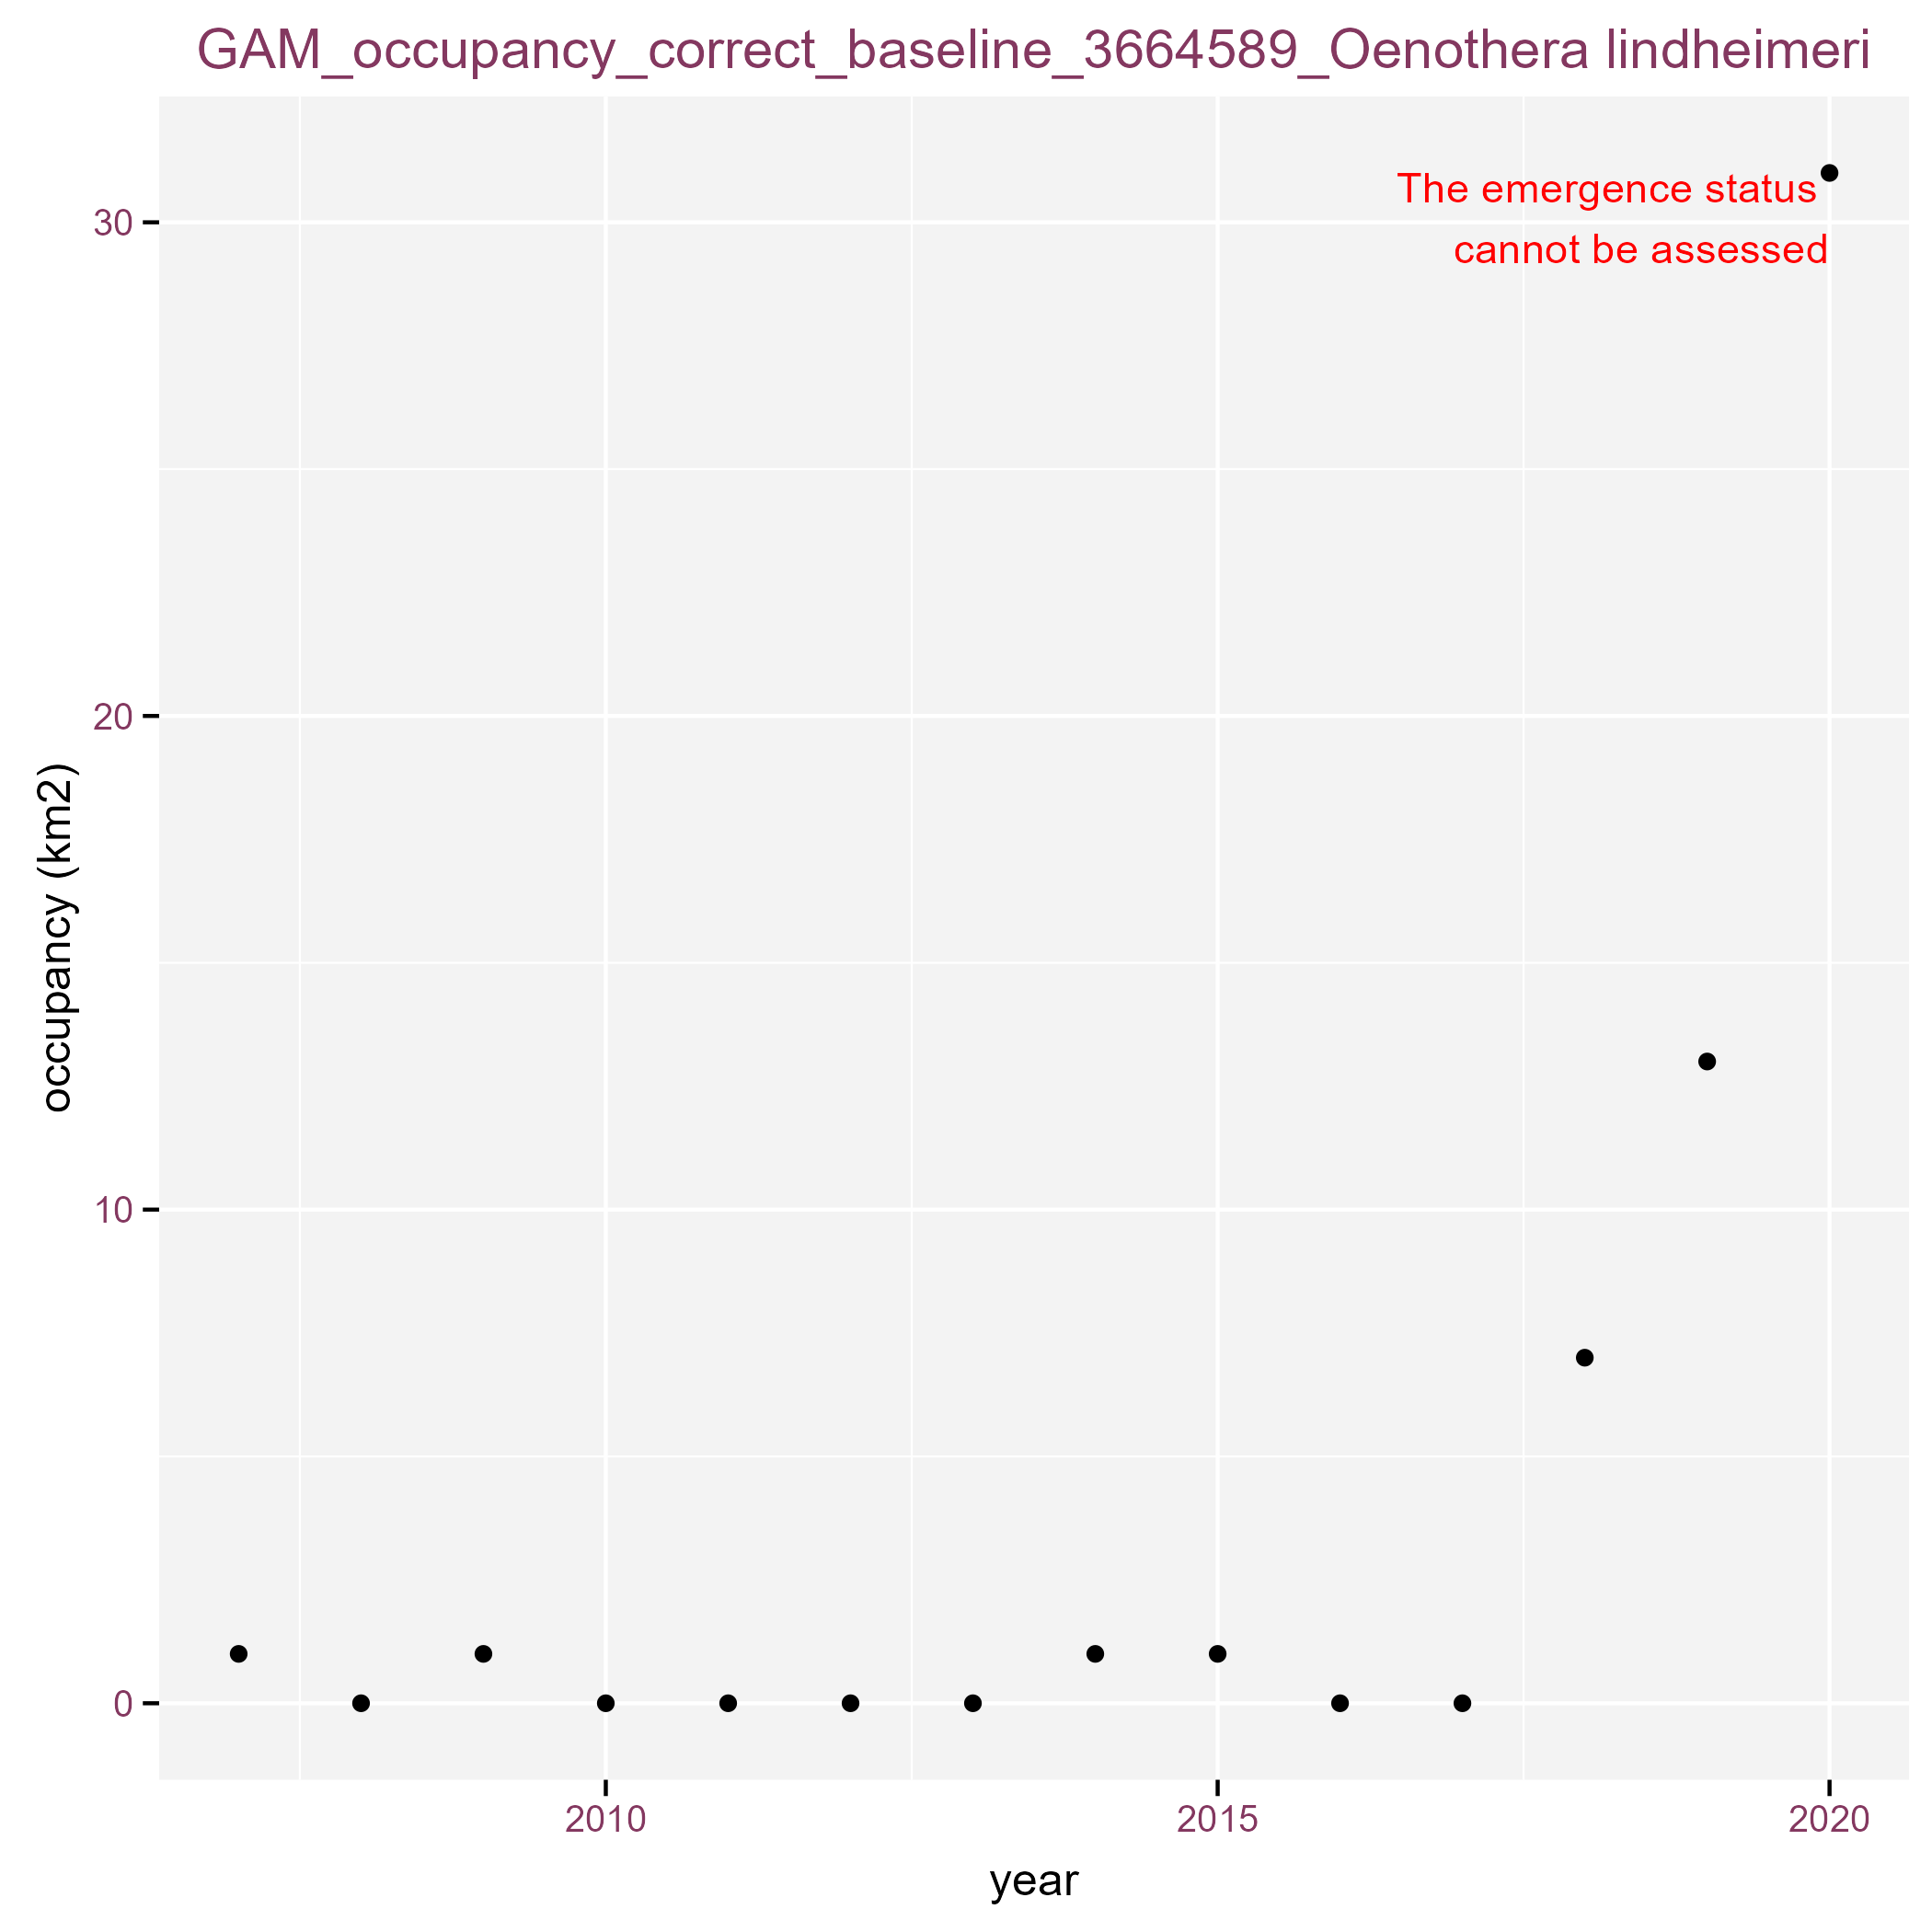 GAM_occupancy_correct_baseline_3664589_Oenothera lindheimeri
The emergence status
cannot be assessed
30
20
10
0
occupancy (km2)
2010 2015 2020
year